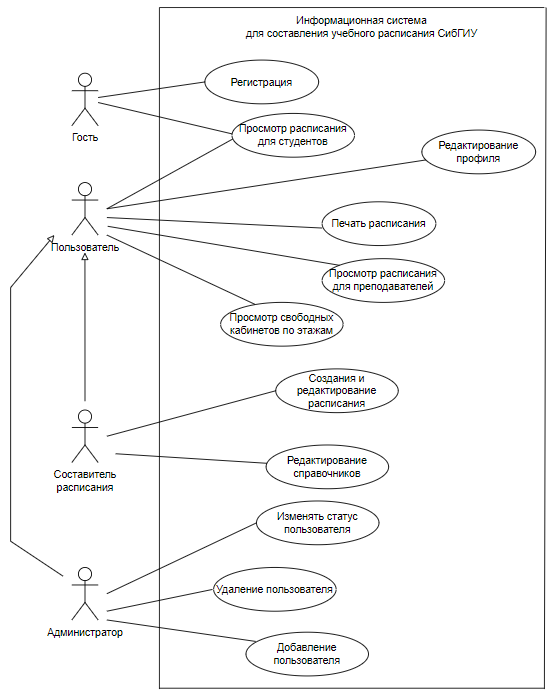 Информационная система
для составления учебного расписания СибГИУ
Регистрация
Гость
Просмотр расписания
для студентов
Редактирование
профиля
Пользователь
Печать расписания
Просмотр расписания
для преподавателей
Просмотр свободных
кабинетов по этажам
Создания и
редактирование
расписания
Составитель
расписания
Редактирование
справочников
Изменять статус
пользователя
Удаление пользователя
Администратор
Добавление
пользователя